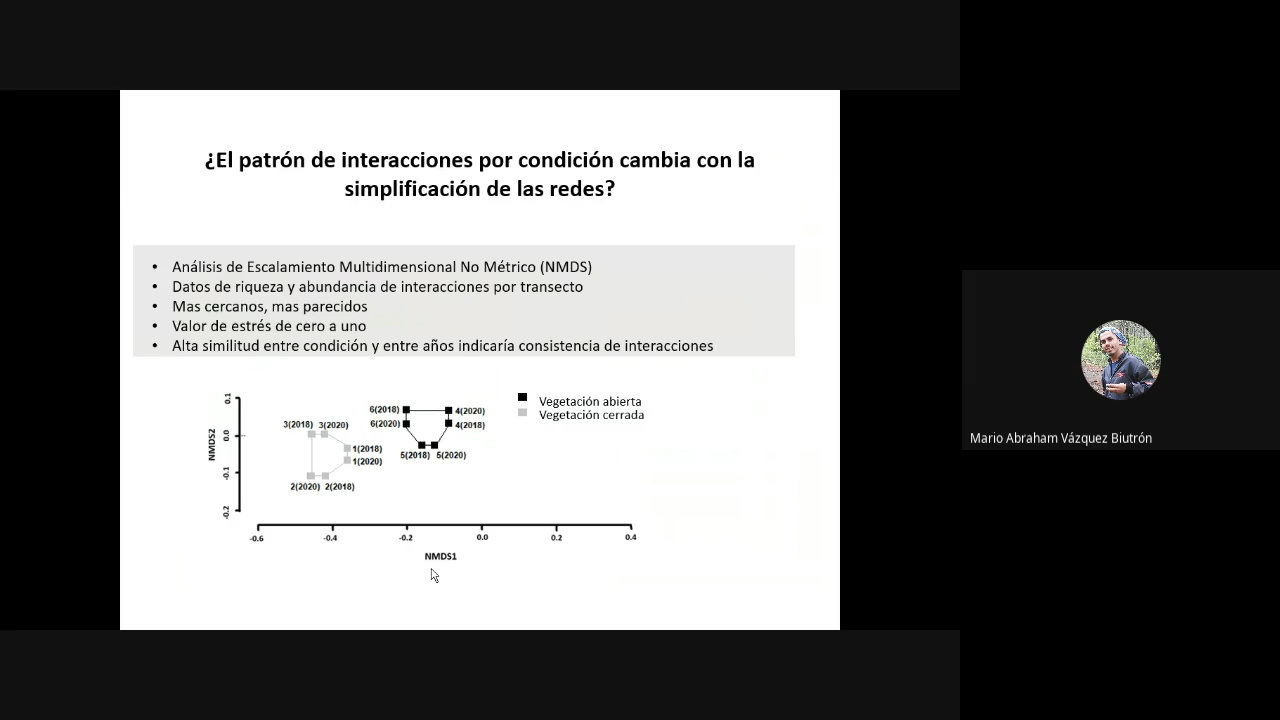 ¿El patrón de interacciones por condición cambia con la
simplificación de las redes?
• Análisis de Escalamiento Multidimensional No Métrico (NMDS)
• Datos de riqueza y abundancia de interacciones por transecto
• Mas cercanos, mas parecidos
• Valor de estrés de cero a uno
• Alta similitud entre condición y entre años indicaría consistencia de interacciones
Vegetación abierta
Vegetación cerrada
NMDS2
0.1
0.0
-0.1
-0.2
3(2018) 3(2020)
1(2018)
1(2020)
2(2020) 2(2018)
6(2018) 4(2020)
6(2020) 4(2018)
5(2018) 5(2020)
-0.6 -0.4 -0.2 0.0 0.2 0.4
NMDS1
Mario Abraham Vázquez Biutrón